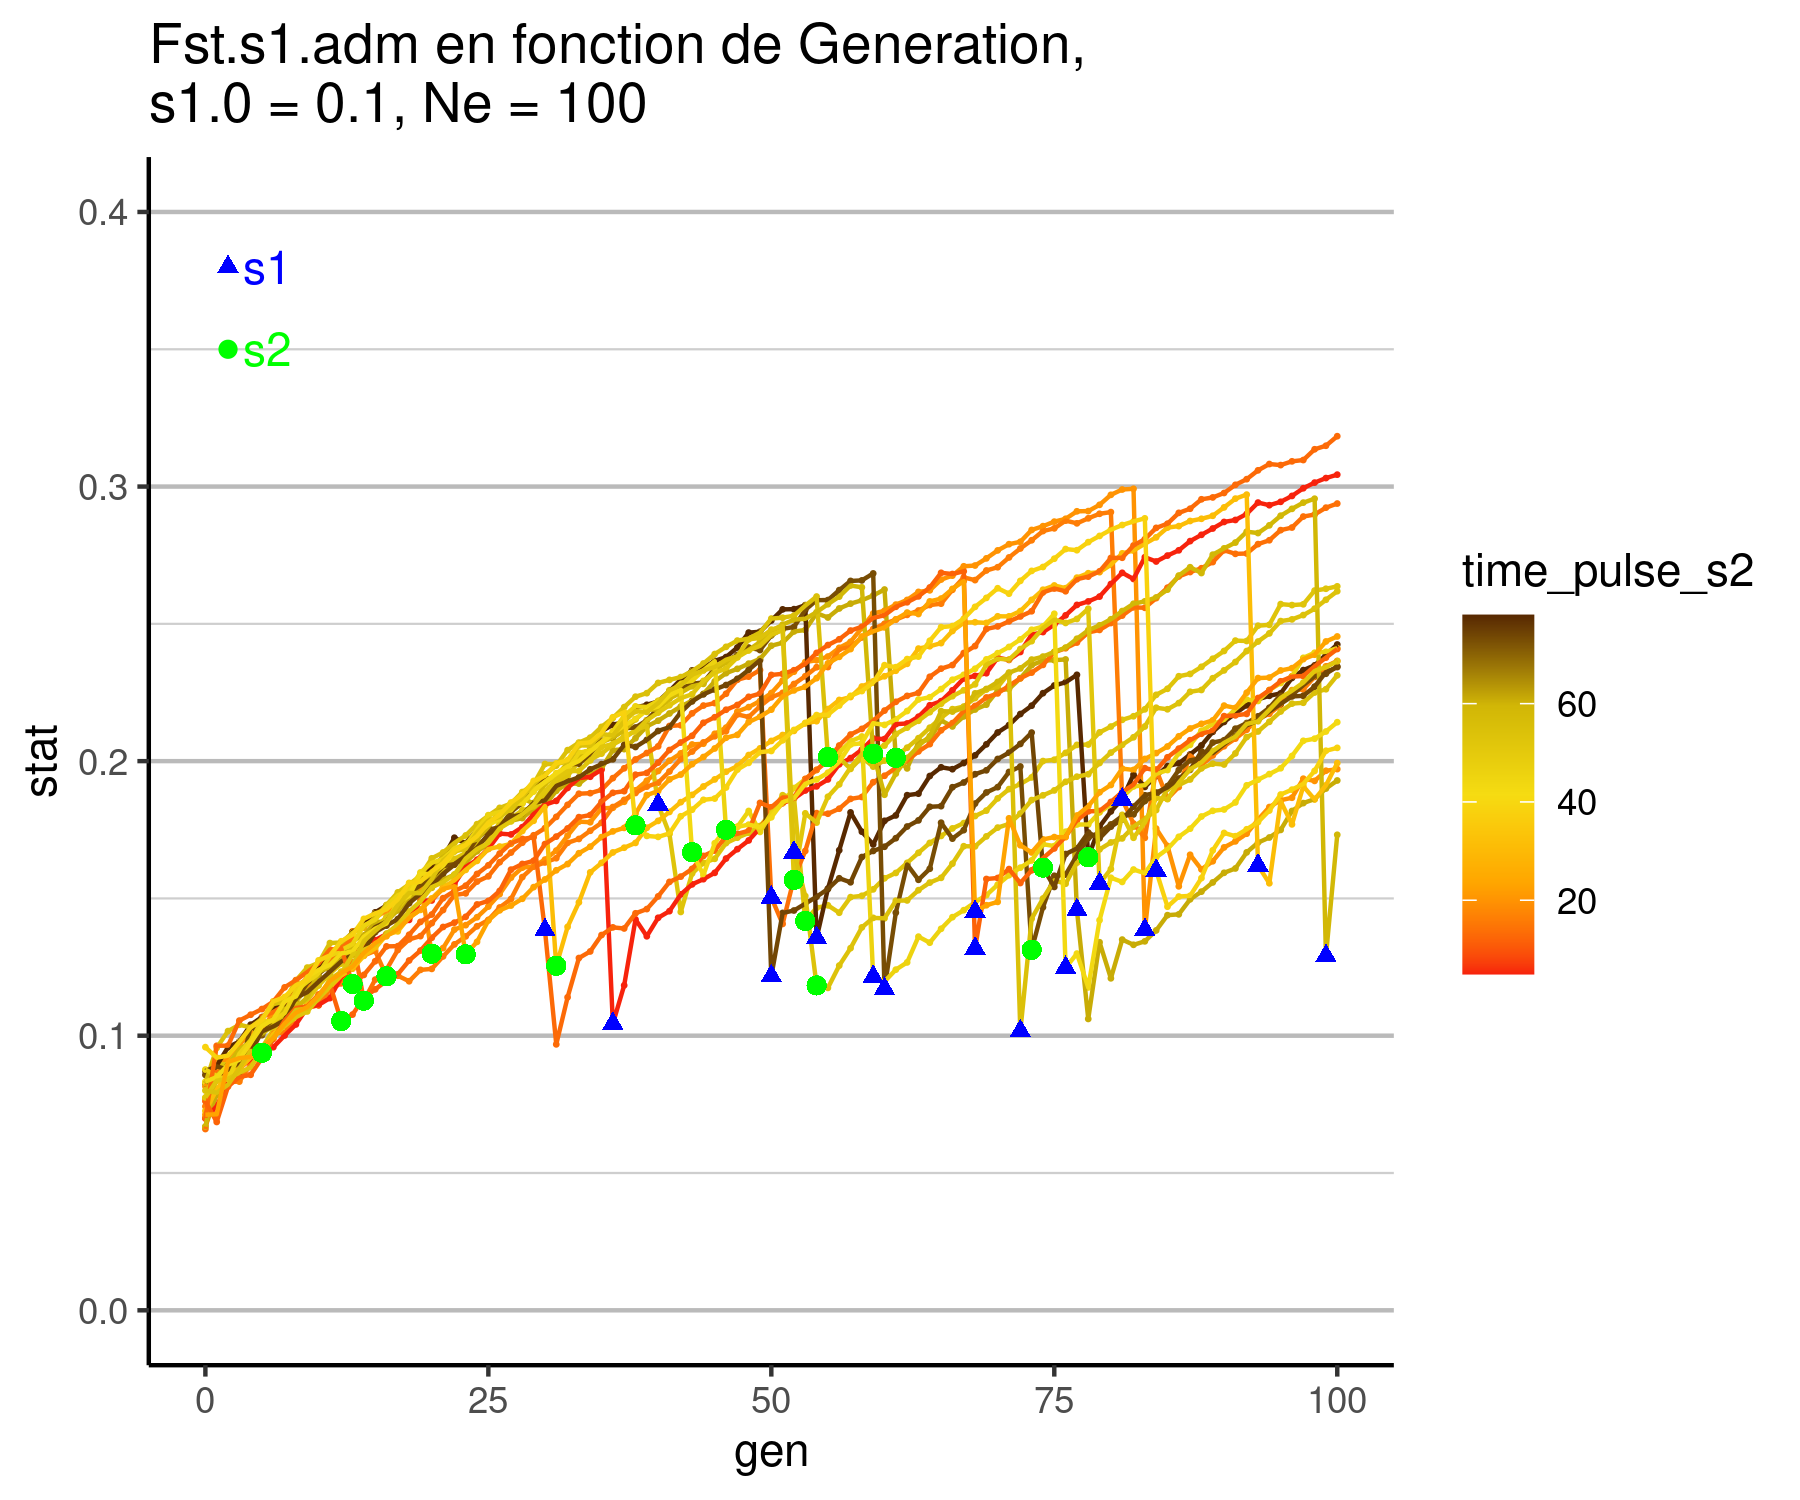 Fst.s1.adm en fonction de Generation,
s1.0 = 0.1, Ne = 100
stat
0.4
0.3
0.2
0.1
0.0
s1
s2
0
25
50
75
100
gen
time_pulse_s2
60
40
20